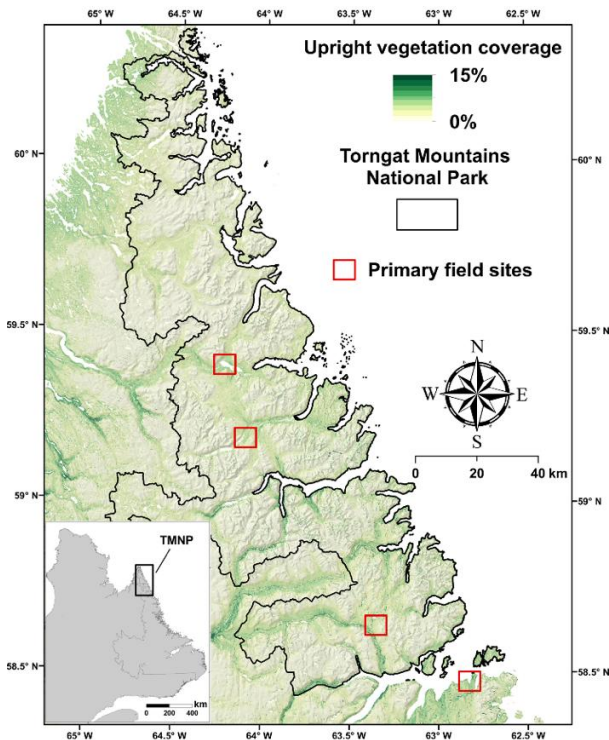 65° W
64.5° W
64° W
63.5° W
63° W
62.5° W
Upright vegetation coverage
15%
0%
60° N
60° N
Torngat Mountains
National Park
Primary field sites
59.5° N
59.5° N
N
W
E
S
0
20
40 km
59° N
59° N
TMNP
58.5° N
58.5° N
0
200
400
km
65° W
64.5° W
64° W
63.5° W
63° W
62.5° W